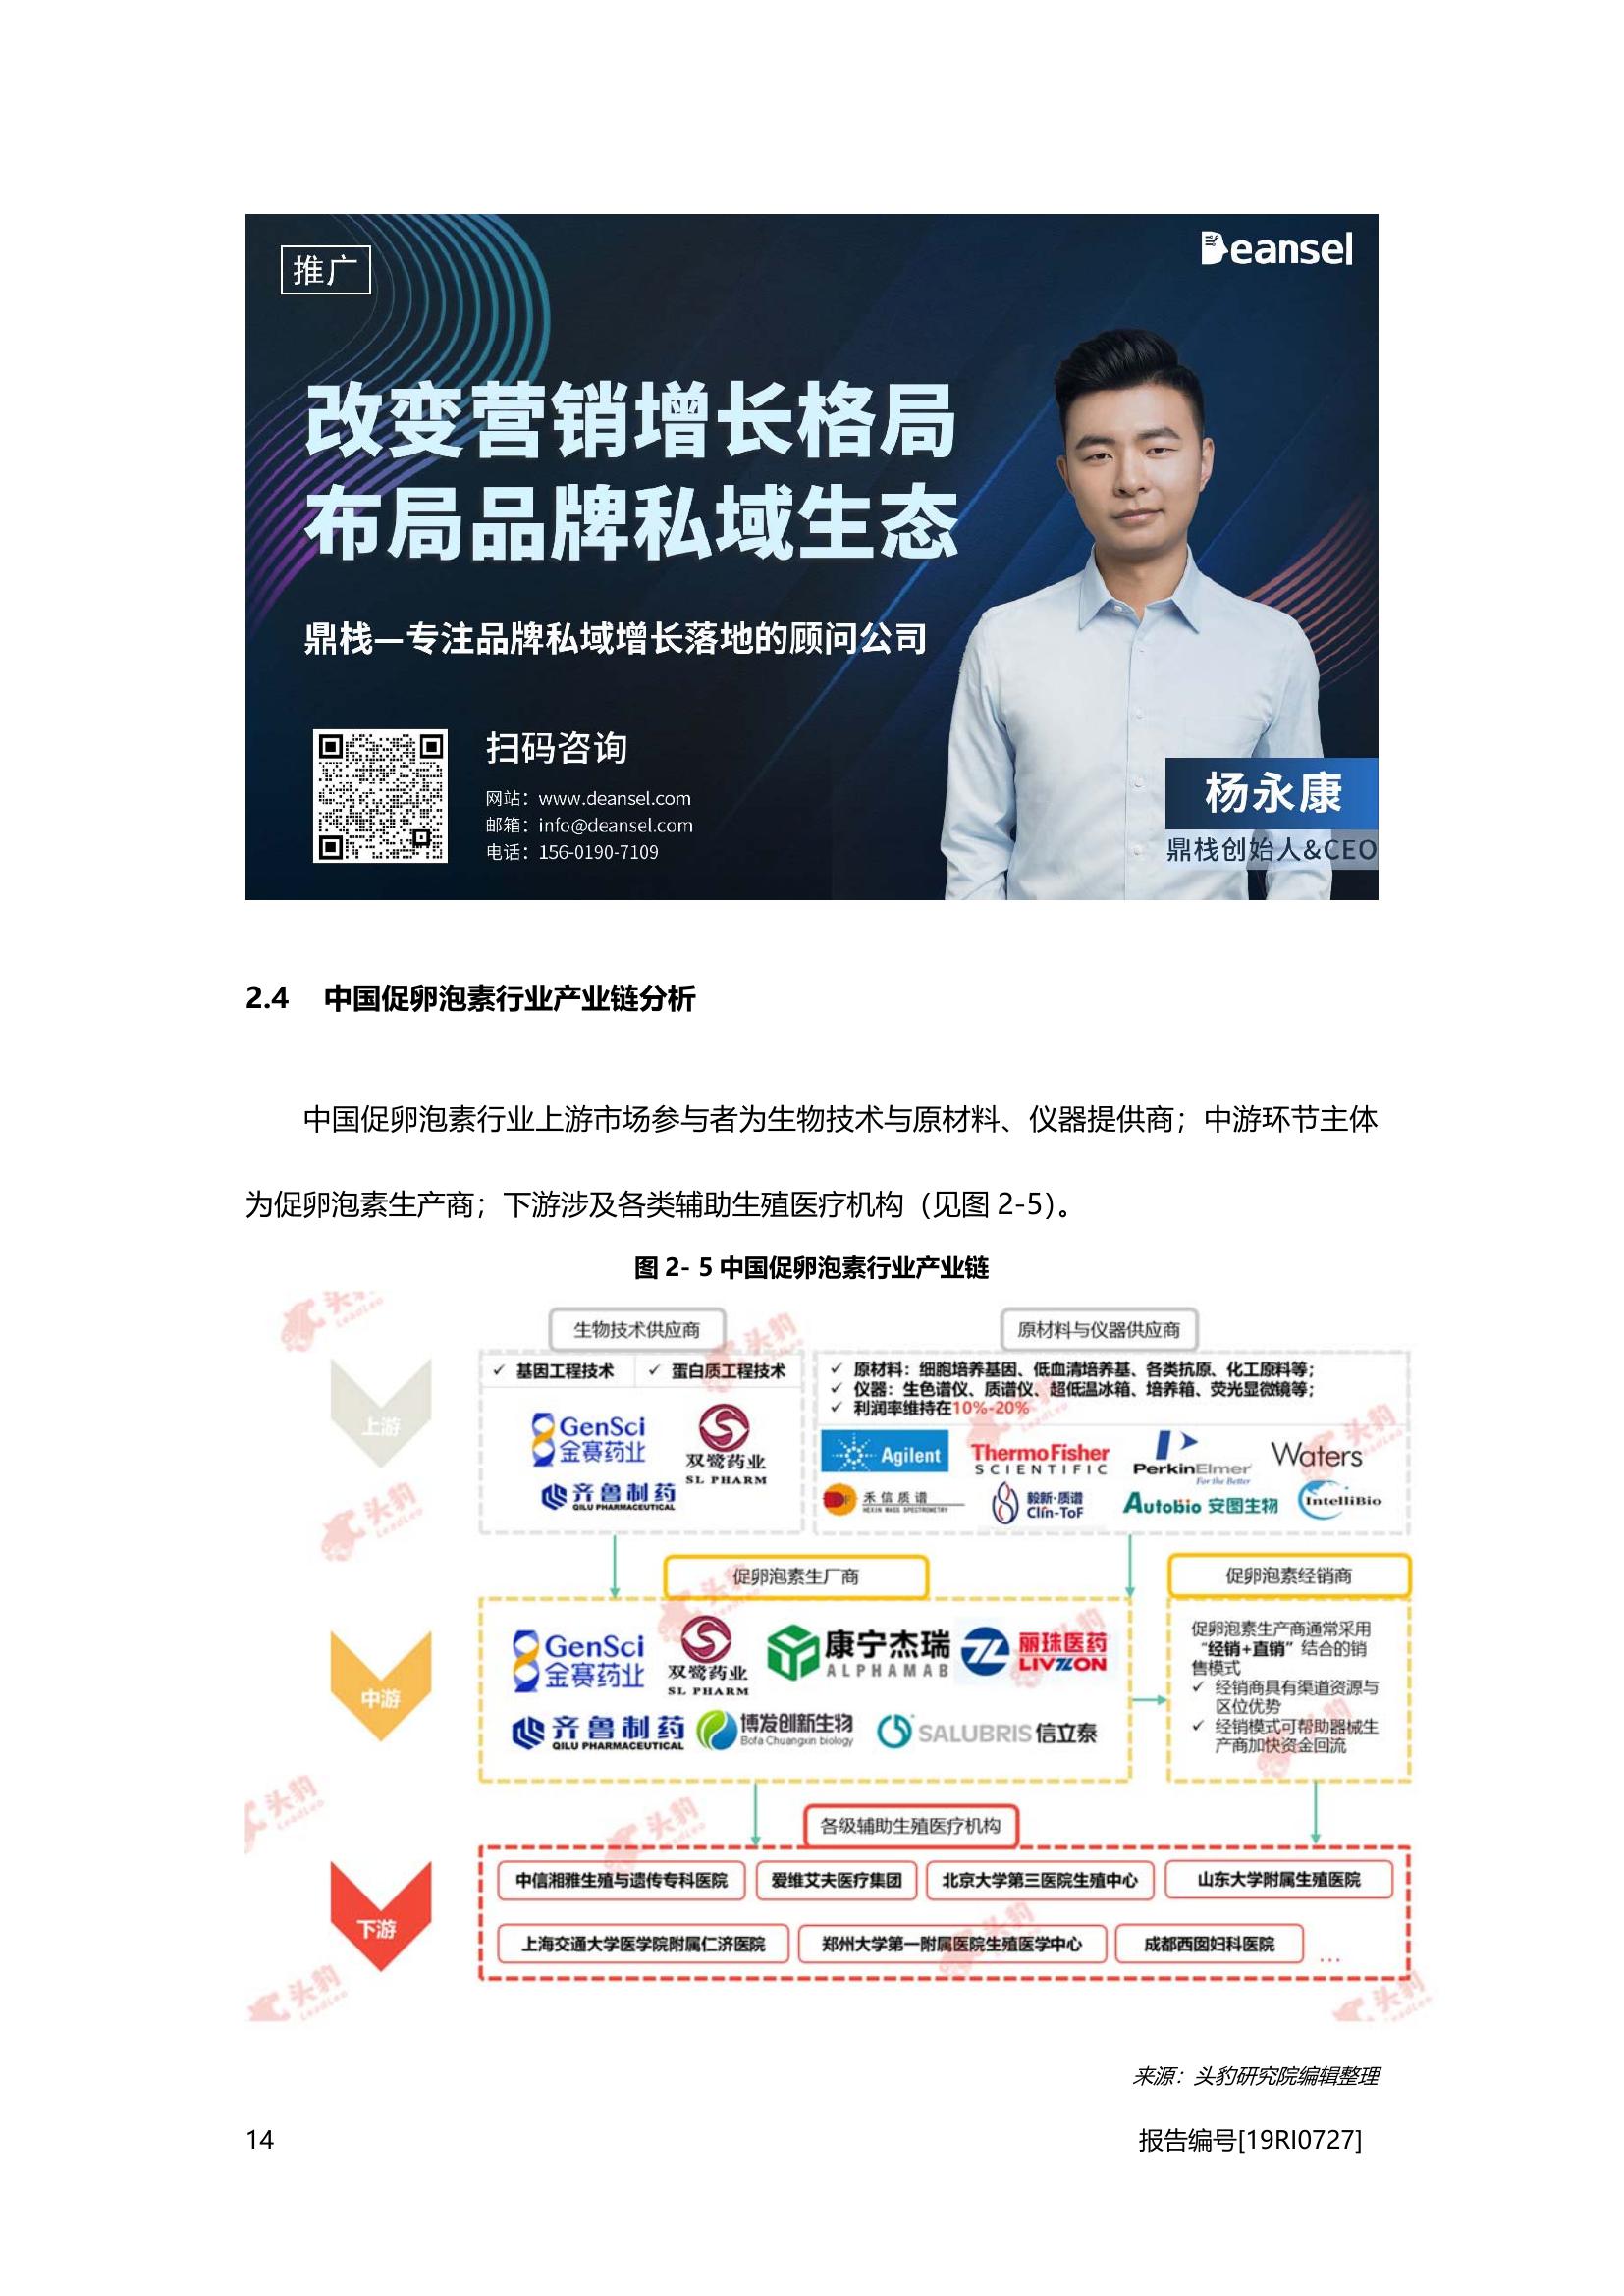 推广
Deansel
改变营销增长格局
布局品牌私域生态
鼎栈—专注品牌私域增长落地的顾问公司
扫码咨询
网站：www.deansel.com
邮箱：info@deansel.com
电话：156-0190-7109
杨永康
鼎栈创始人&CEO
2.4 中国促卵泡素行业产业链分析
中国促卵泡素行业上游市场参与者为生物技术与原材料、仪器提供商；中游环节主体
为促卵泡素生产商；下游涉及各类辅助生殖医疗机构（见图 2-5）。
图 2- 5 中国促卵泡素行业产业链
上游
生物技术供应商
✓ 基因工程技术
✓ 蛋白质工程技术
GenSci
金赛药业
双鹭药业
SL PHARM
齐鲁制药
QILU PHARMACEUTICAL
原材料与仪器供应商
✓ 原材料：细胞培养基因、低血清培养基、各类抗原、化工原料等；
✓ 仪器：生色谱仪、质谱仪、超低温冰箱、培养箱、荧光显微镜等；
✓ 利润率维持在10%-20%
Agilent
ThermoFisher
SCIENTIFIC
PerkinElmer
For the Better
Waters
禾信质谱
HEXIN MASS SPECTROMETRY
毅新·质谱
Clin-ToF
Autobio 安图生物
IntelliBio
中游
促卵泡素生厂商
GenSci
金赛药业
双鹭药业
SL PHARM
康宁杰瑞
ALPHAMAB
丽珠医药
LIVZON
齐鲁制药
QILU PHARMACEUTICAL
博发创新生物
Bofa Chuangxin biology
SALUBRIS 信立泰
促卵泡素经销商
促卵泡素生产商通常采用
“经销+直销”结合的销
售模式
✓ 经销商具有渠道资源与
区位优势
✓ 经销模式可帮助器械生
产商加快资金回流
下游
各级辅助生殖医疗机构
中信湘雅生殖与遗传专科医院
爱维艾夫医疗集团
北京大学第三医院生殖中心
山东大学附属生殖医院
上海交通大学医学院附属仁济医院
郑州大学第一附属医院生殖医学中心
成都西囡妇科医院
...
头豹
LeadLeo
来源：头豹研究院编辑整理
14
报告编号[19RI0727]